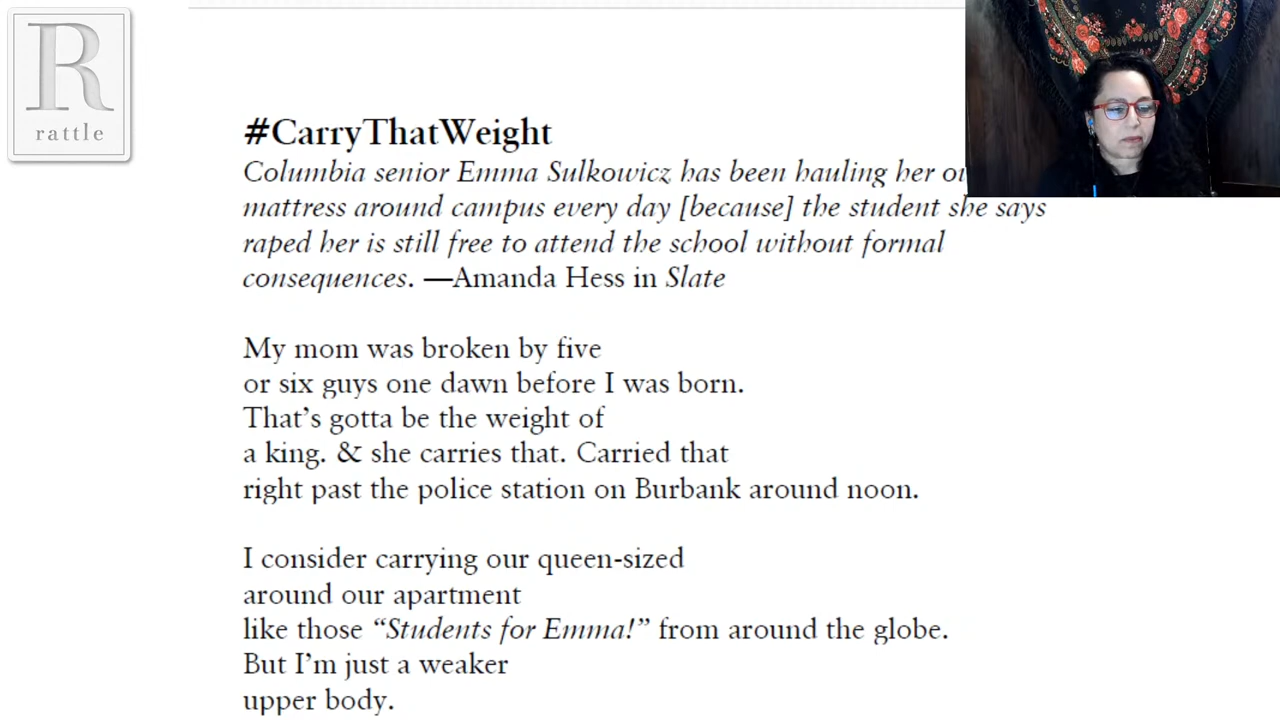 R
rattle
#CarryThatWeight
Columbia senior Emma Sulkowicz has been hauling her
mattress around campus every day [because] the student she says
raped her is still free to attend the school without formal
consequences. —Amanda Hess in Slate
My mom was broken by five
or six guys one dawn before I was born.
That's gotta be the weight of
a king. & she carries that. Carried that
right past the police station on Burbank around noon.
I consider carrying our queen-sized
around our apartment
like those “Students for Emma!” from around the globe.
But I'm just a weaker
upper body.